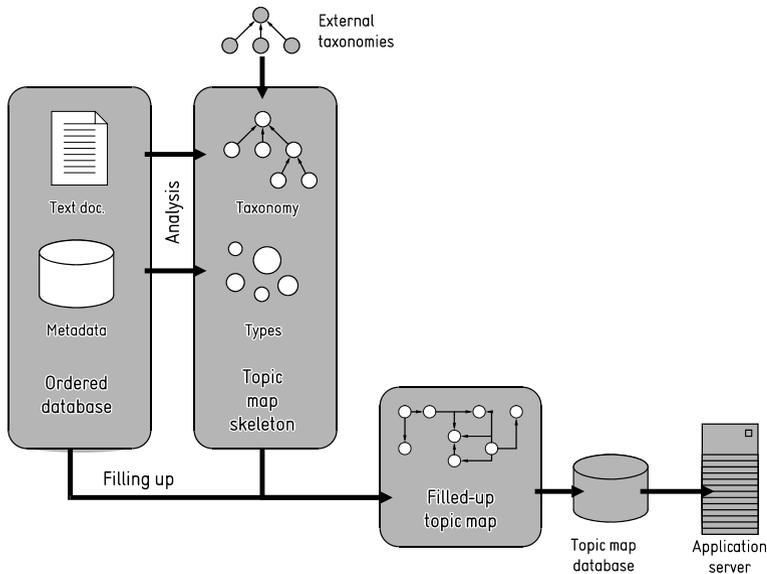 External
taxonomies
Text doc.
Analysis
Taxonomy
Metadata
Types
Ordered
database
Topic
map
skeleton
Filling up
Filled-up
topic map
Topic map
database
Application
server